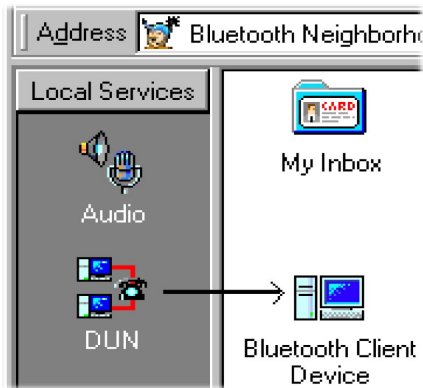 Address Bluetooth Neighborho
Local Services
CARD
My Inbox
Audio
DUN
Bluetooth Client
Device